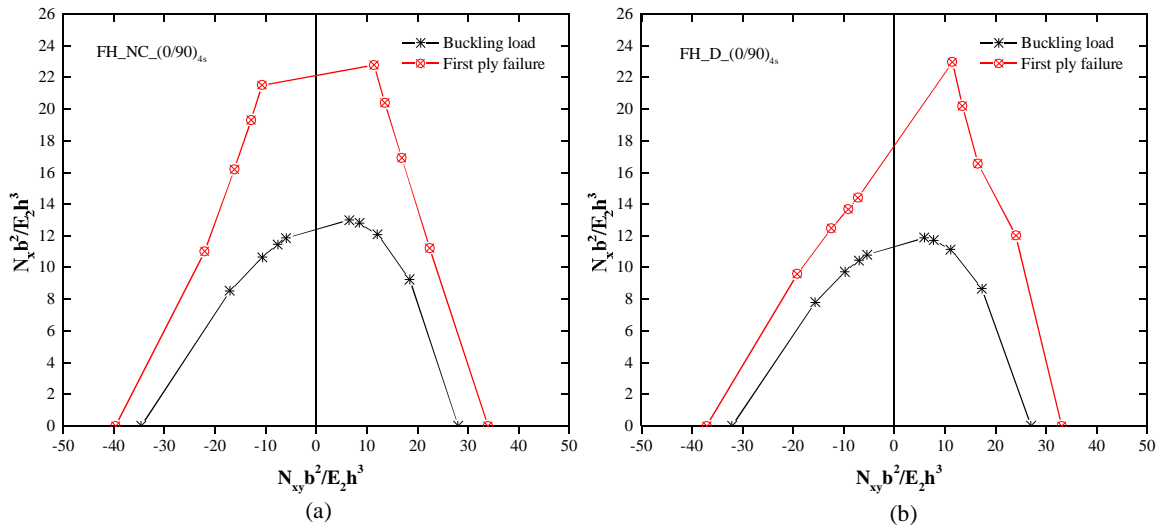 26
24
22
20
18
16
14
12
10
8
6
4
2
0
-50 -40 -30 -20 -10 0 10 20 30 40 50
N_x b^2/E_2h^3
N_xy b^2/E_2h^3
FH_NC_(0/90)_4s
Buckling load
First ply failure
(a)
26
24
22
20
18
16
14
12
10
8
6
4
2
0
-50 -40 -30 -20 -10 0 10 20 30 40 50
N_x b^2/E_2h^3
N_xy b^2/E_2h^3
FH_D_(0/90)_4s
Buckling load
First ply failure
(b)